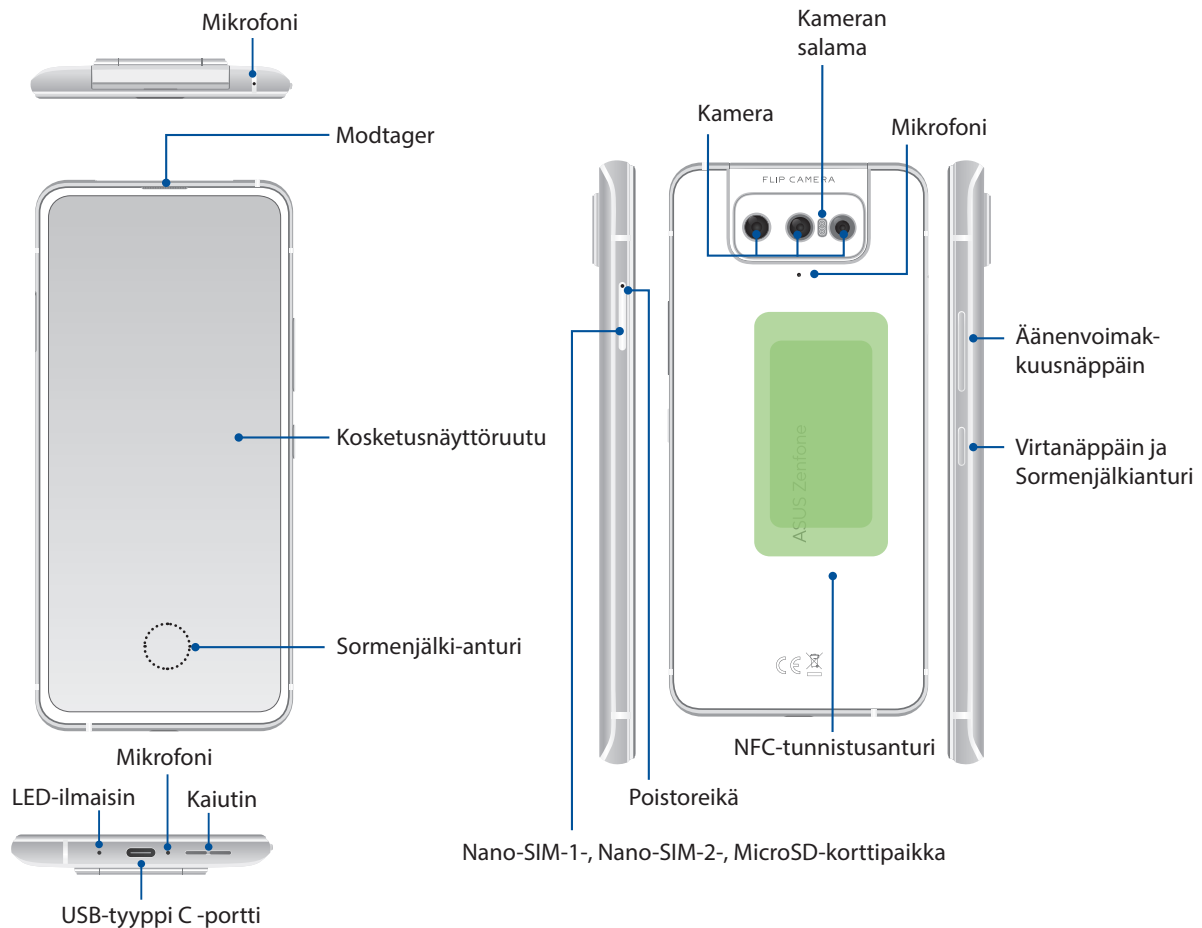 Mikrofoni
Modtager
Kosketusnäyttöruutu
Sormenjälki-anturi
Mikrofoni
LED-ilmaisin
Kaiutin
USB-tyyppi C -portti
Kameran
salama
Kamera
Mikrofoni
FLIP CAMERA
Äänenvoimak-
kuusnäppäin
Virtanäppäin ja
Sormenjälkianturi
ASUS Zenfone
CE
NFC-tunnistusanturi
Poistoreikä
Nano-SIM-1-, Nano-SIM-2-, MicroSD-korttipaikka